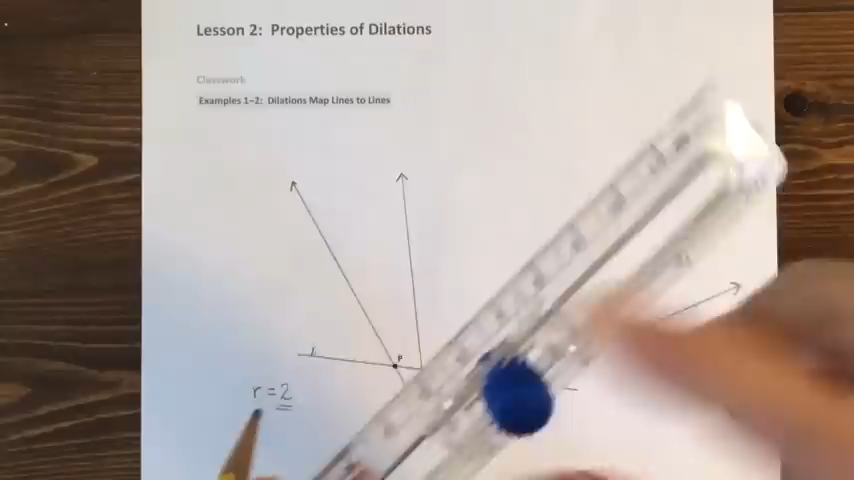 Lesson 2: Properties of Dilations
Classwork
Examples 1–2: Dilations Map Lines to Lines
P
r = 2